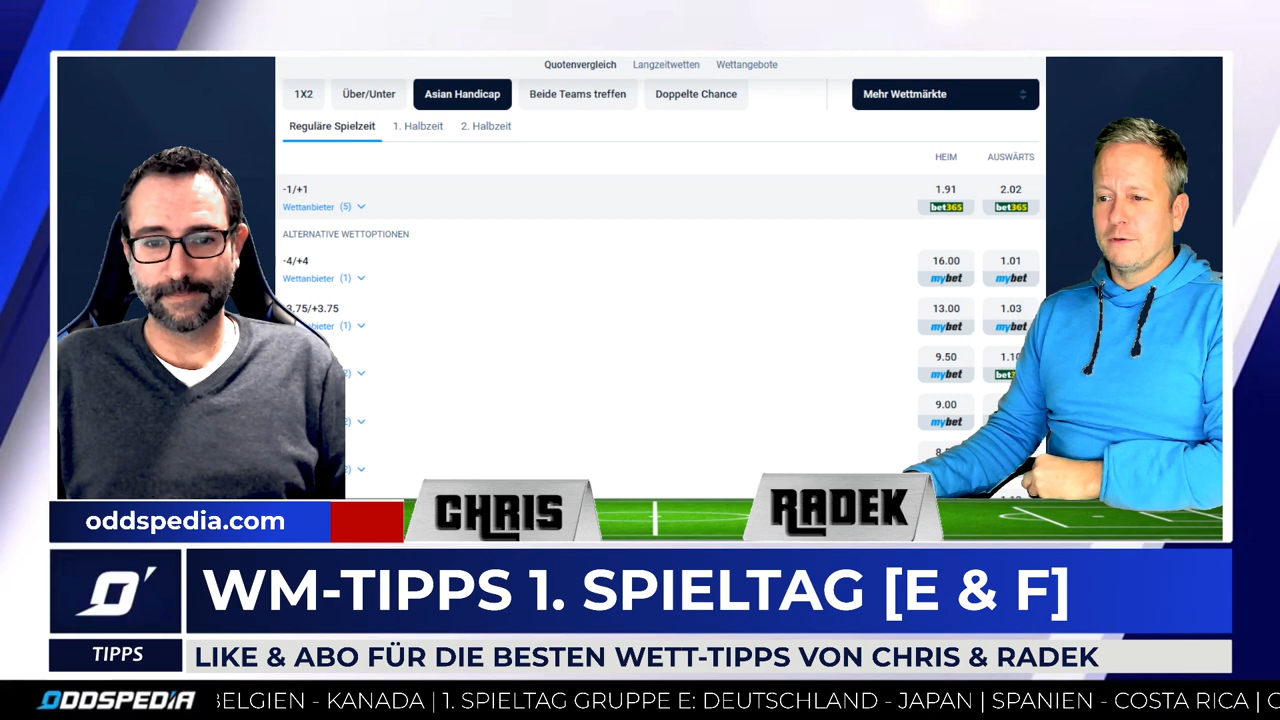 Quotenvergleich Langzeitwetten Wettangebote
1X2 Über/Unter Asian Handicap Beide Teams treffen Doppelte Chance Mehr Wettmärkte
Reguläre Spielzeit 1. Halbzeit 2. Halbzeit
HEIM AUSWÄRTS
-1/+1 1.91 2.02
Wettanbieter (5) bet365 bet365
ALTERNATIVE WETTOPTIONEN
-4/+4 16.00 1.01
Wettanbieter (1) mybet mybet
3.75/+3.75 13.00 1.03
(1) mybet mybet
9.50
mybet
9.00
mybet
CHRIS RADEK
oddspedia.com
WM-TIPPS 1. SPIELTAG [E & F]
TIPPS LIKE & ABO FÜR DIE BESTEN WETT-TIPPS VON CHRIS & RADEK
ODDSPEDIA BELGIEN - KANADA | 1. SPIELTAG GRUPPE E: DEUTSCHLAND - JAPAN | SPANIEN - COSTA RICA |